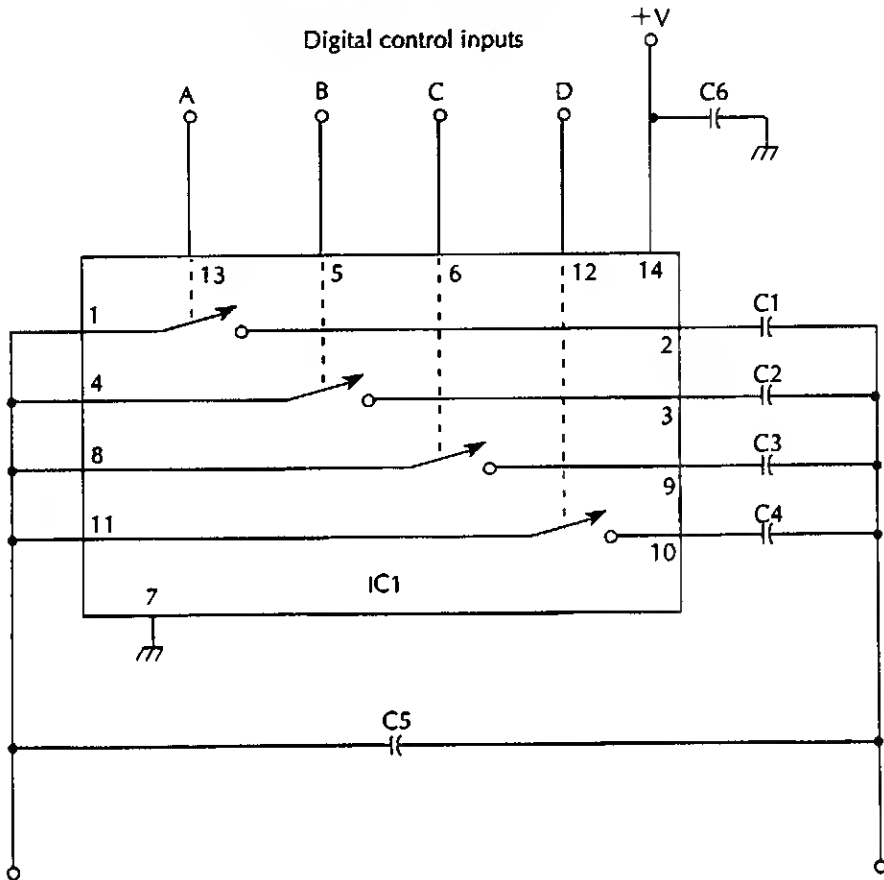 +V
Digital control inputs
A B C D C6
13 5 6 12 14
1 2 C1
4 3 C2
8 9 C3
11 10 C4
IC1
7
C5